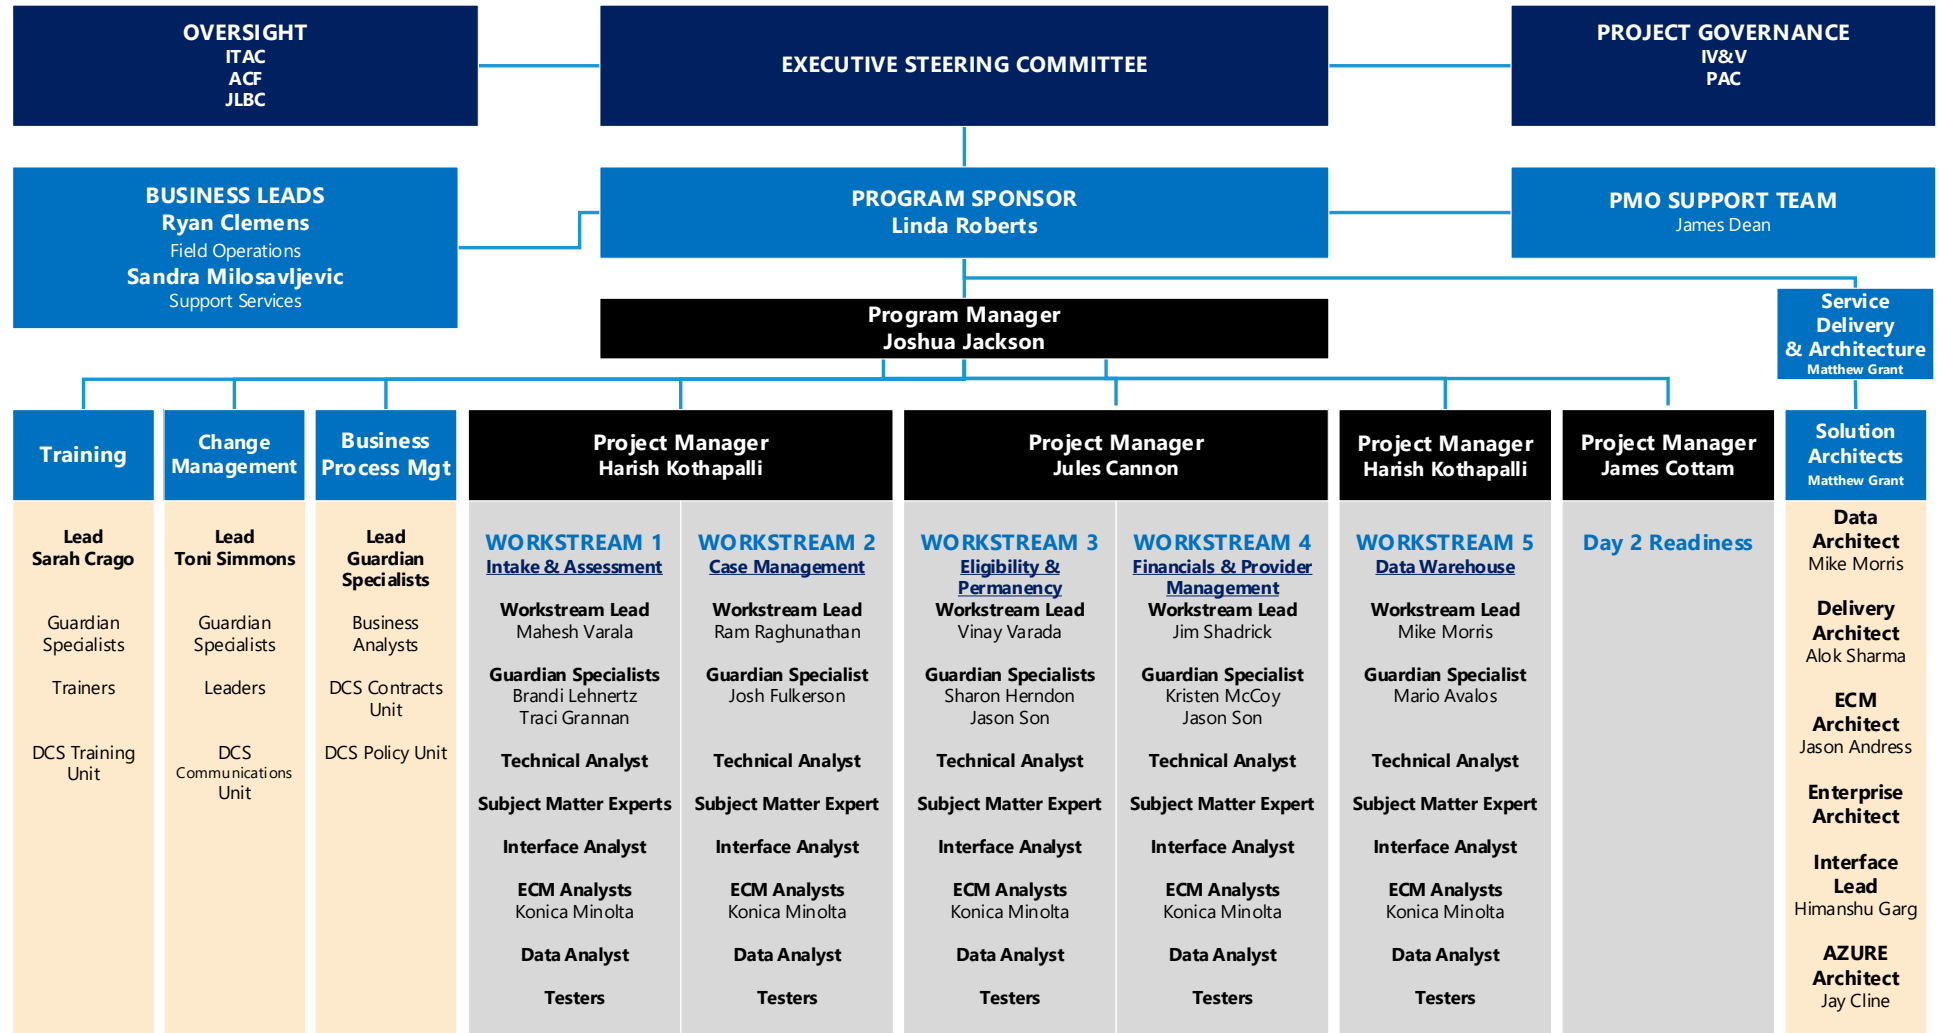 OVERSIGHT
ITAC
ACF
JLBC
EXECUTIVE STEERING COMMITTEE
PROJECT GOVERNANCE
IV&V
PAC
BUSINESS LEADS
Ryan Clemens
Field Operations
Sandra Milosavljevic
Support Services
PROGRAM SPONSOR
Linda Roberts
PMO SUPPORT TEAM
James Dean
Program Manager
Joshua Jackson
Service
Delivery
& Architecture
Matthew Grant
Training
Lead
Sarah Crago
Guardian
Specialists
Trainers
DCS Training
Unit
Change
Management
Lead
Toni Simmons
Guardian
Specialists
Leaders
DCS
Communications
Unit
Business
Process Mgt
Lead
Guardian
Specialists
Business
Analysts
DCS Contracts
Unit
DCS Policy Unit
Project Manager
Harish Kothapalli
WORKSTREAM 1
Intake & Assessment
Workstream Lead
Mahesh Varala
Guardian Specialists
Brandi Lehnertz
Traci Grannan
Technical Analyst
Subject Matter Experts
Interface Analyst
ECM Analysts
Konica Minolta
Data Analyst
Testers
WORKSTREAM 2
Case Management
Workstream Lead
Ram Raghunathan
Guardian Specialist
Josh Fulkerson
Technical Analyst
Subject Matter Expert
Interface Analyst
ECM Analysts
Konica Minolta
Data Analyst
Testers
Project Manager
Jules Cannon
WORKSTREAM 3
Eligibility &
Permanency
Workstream Lead
Vinay Varada
Guardian Specialists
Sharon Herndon
Jason Son
Technical Analyst
Subject Matter Expert
Interface Analyst
ECM Analysts
Konica Minolta
Data Analyst
Testers
WORKSTREAM 4
Financials & Provider
Management
Workstream Lead
Jim Shadrick
Guardian Specialist
Kristen McCoy
Jason Son
Technical Analyst
Subject Matter Expert
Interface Analyst
ECM Analysts
Konica Minolta
Data Analyst
Testers
Project Manager
Harish Kothapalli
WORKSTREAM 5
Data Warehouse
Workstream Lead
Mike Morris
Guardian Specialist
Mario Avalos
Technical Analyst
Subject Matter Expert
Interface Analyst
ECM Analysts
Konica Minolta
Data Analyst
Testers
Project Manager
James Cottam
Day 2 Readiness
Solution
Architects
Matthew Grant
Data
Architect
Mike Morris
Delivery
Architect
Alok Sharma
ECM
Architect
Jason Andress
Enterprise
Architect
Interface
Lead
Himanshu Garg
AZURE
Architect
Jay Cline